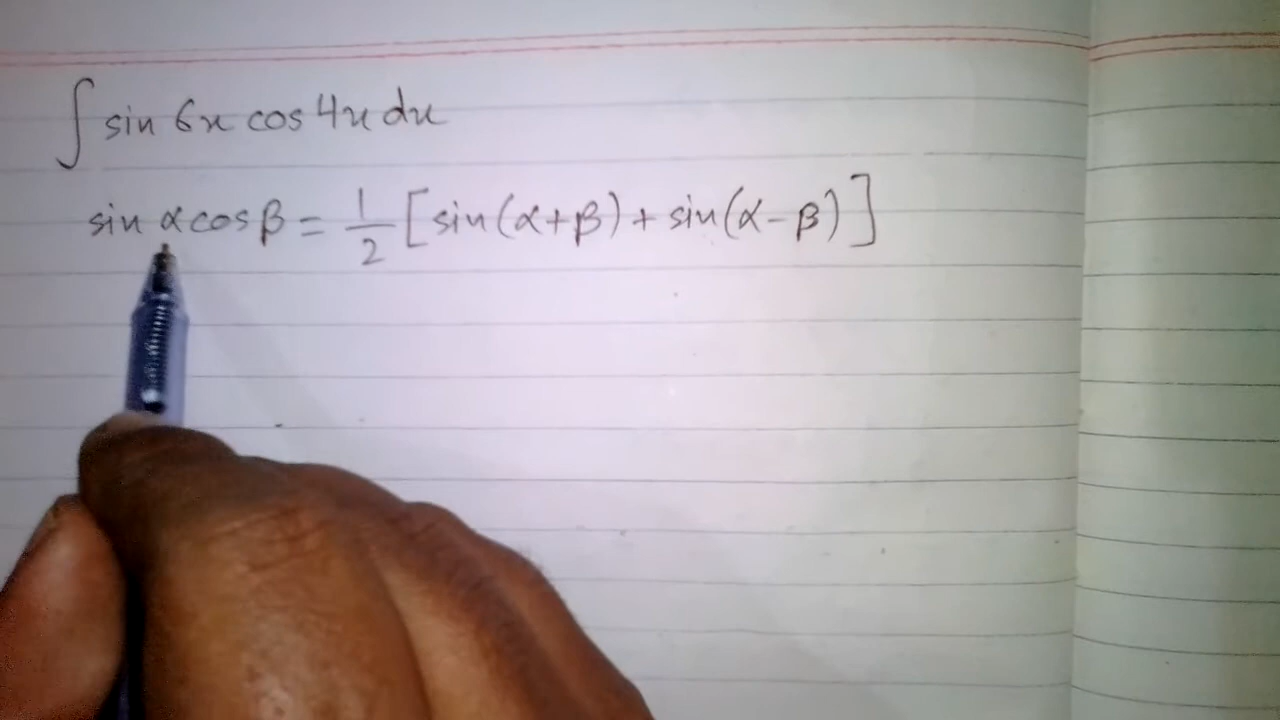 ∫ sin 6x cos 4x dx
sin α cos β = 1/2 [ sin(α+β) + sin(α-β) ]